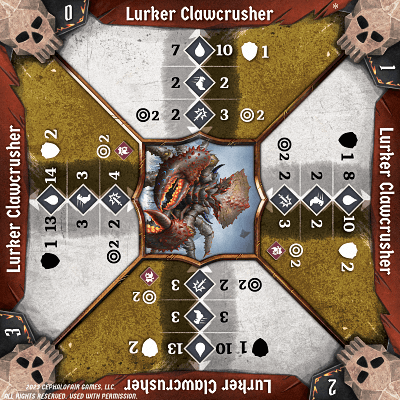 Lurker Clawcrusher
0
7 10 1
2 2
2 2 3 2
Lurker Clawcrusher
1
1 8 10 2
2 2
2 2 3 2
Lurker Clawcrusher
2
1 10 13 2
3 3
2 2 3 2
Lurker Clawcrusher
3
1 13 14 2
3 3
2 2 4 2
2023 CEPHALOFAIR GAMES, LLC.
ALL RIGHTS RESERVED. USED WITH PERMISSION.